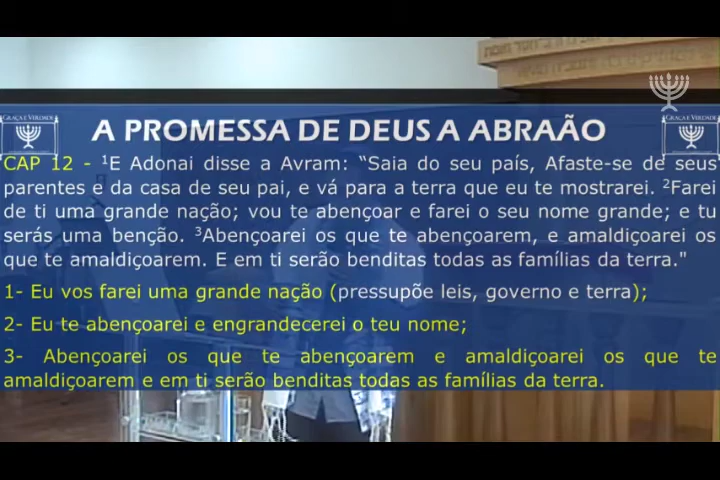 GRAÇA E VERDADE
GRAÇA E VERDADE
A PROMESSA DE DEUS A ABRAÃO
CAP 12 - ¹E Adonai disse a Avram: “Saia do seu país, Afaste-se de seus
parentes e da casa de seu pai, e vá para a terra que eu te mostrarei. ²Farei
de ti uma grande nação; vou te abençoar e farei o seu nome grande; e tu
serás uma benção. ³Abençoarei os que te abençoarem, e amaldiçoarei os
que te amaldiçoarem. E em ti serão benditas todas as famílias da terra."
1- Eu vos farei uma grande nação (pressupõe leis, governo e terra);
2- Eu te abençoarei e engrandecerei o teu nome;
3- Abençoarei os que te abençoarem e amaldiçoarei os que te
amaldiçoarem e em ti serão benditas todas as famílias da terra.